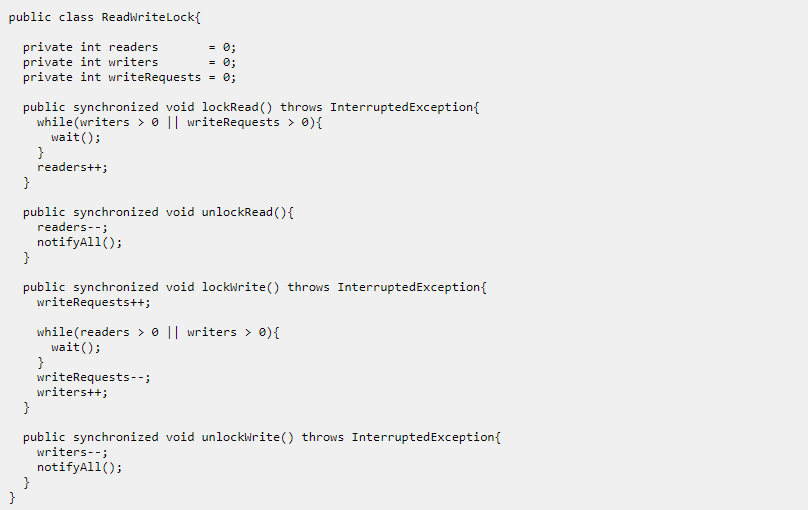 public class ReadWriteLock{
  private int readers       = 0;
  private int writers       = 0;
  private int writeRequests = 0;
  public synchronized void lockRead() throws InterruptedException{
    while(writers > 0 || writeRequests > 0){
      wait();
    }
    readers++;
  }
  public synchronized void unlockRead(){
    readers--;
    notifyAll();
  }
  public synchronized void lockWrite() throws InterruptedException{
    writeRequests++;
    while(readers > 0 || writers > 0){
      wait();
    }
    writeRequests--;
    writers++;
  }
  public synchronized void unlockWrite() throws InterruptedException{
    writers--;
    notifyAll();
  }
}